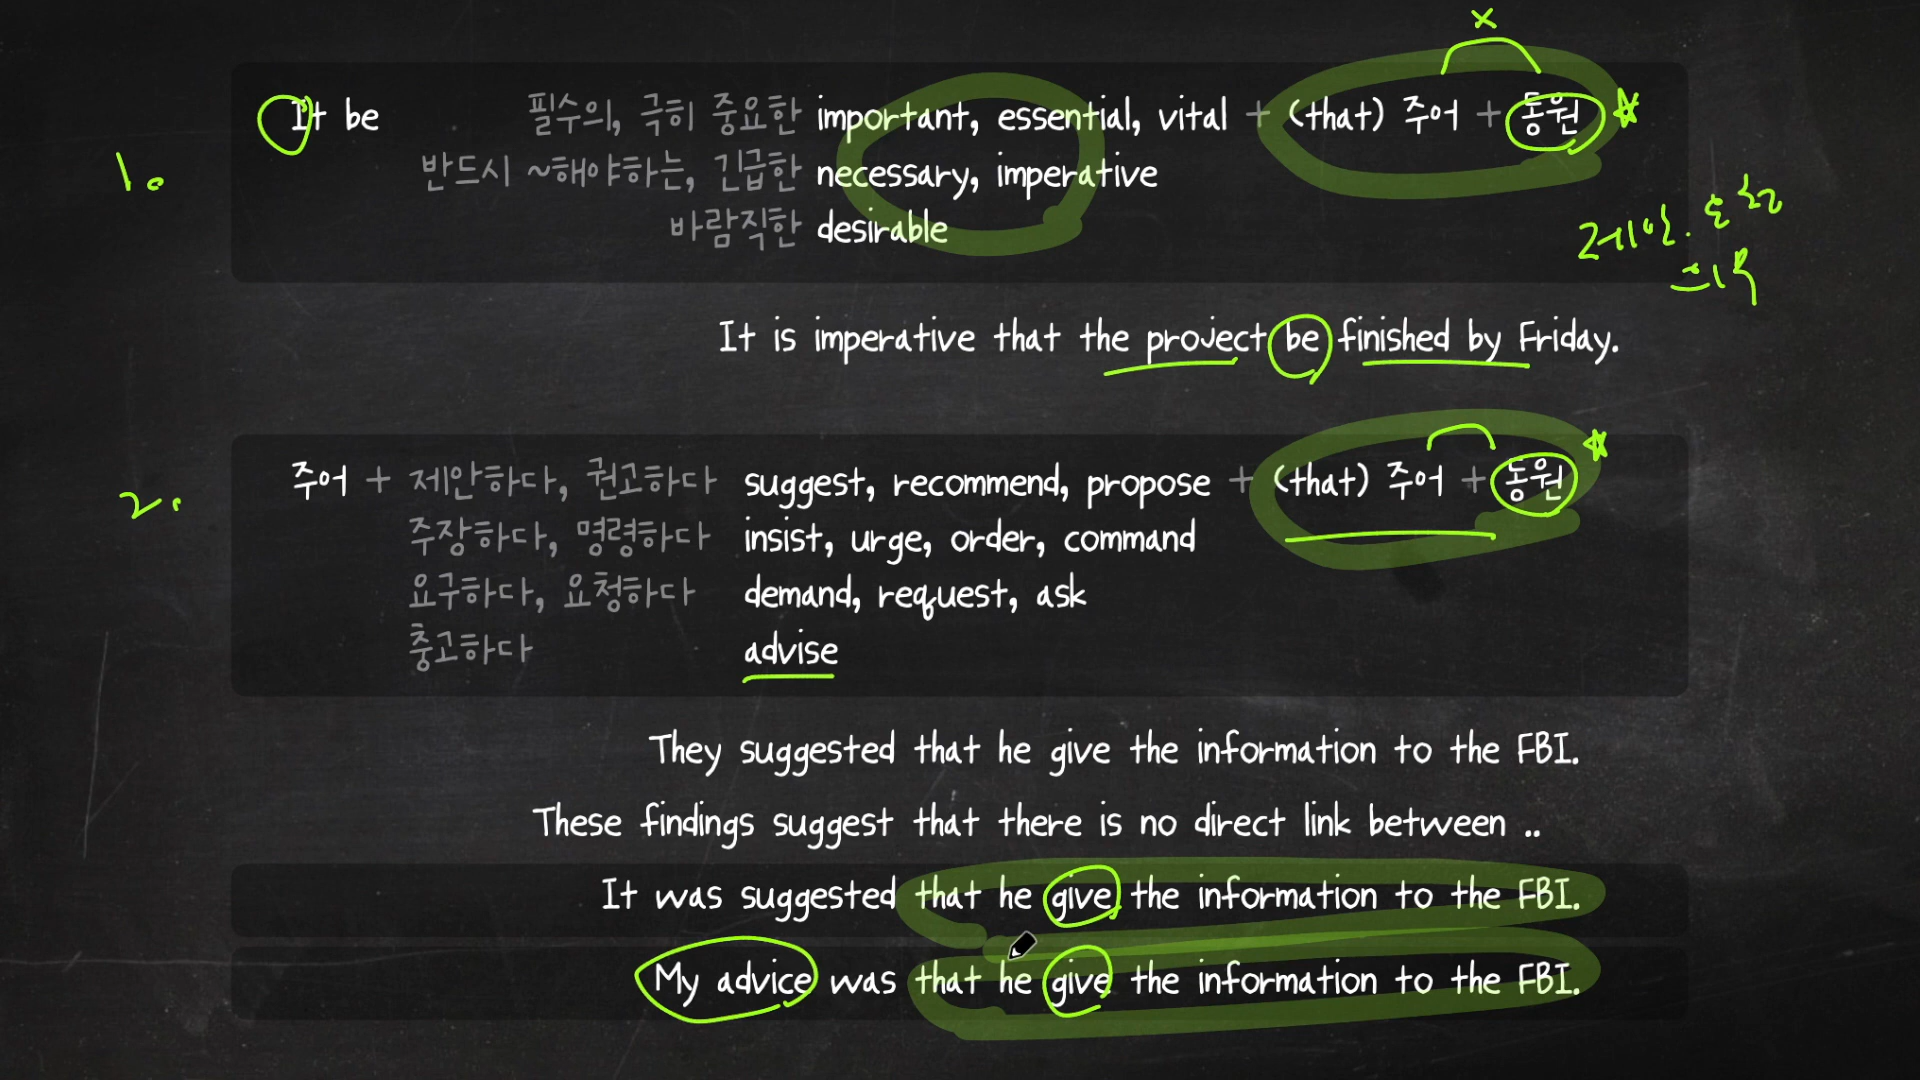 x
It be 필수의, 극히 중요한 important, essential, vital + (that) 주어 + 동원
1. 반드시 ~해야하는, 긴급한 necessary, imperative
바람직한 desirable
제안.
It is imperative that the project be finished by Friday.
주어 + 제안하다, 권고하다 suggest, recommend, propose + (that) 주어 + 동원
2. 주장하다, 명령하다 insist, urge, order, command
요구하다, 요청하다 demand, request, ask
충고하다 advise
They suggested that he give the information to the FBI.
These findings suggest that there is no direct link between ..
It was suggested that he give the information to the FBI.
My advice was that he give the information to the FBI.